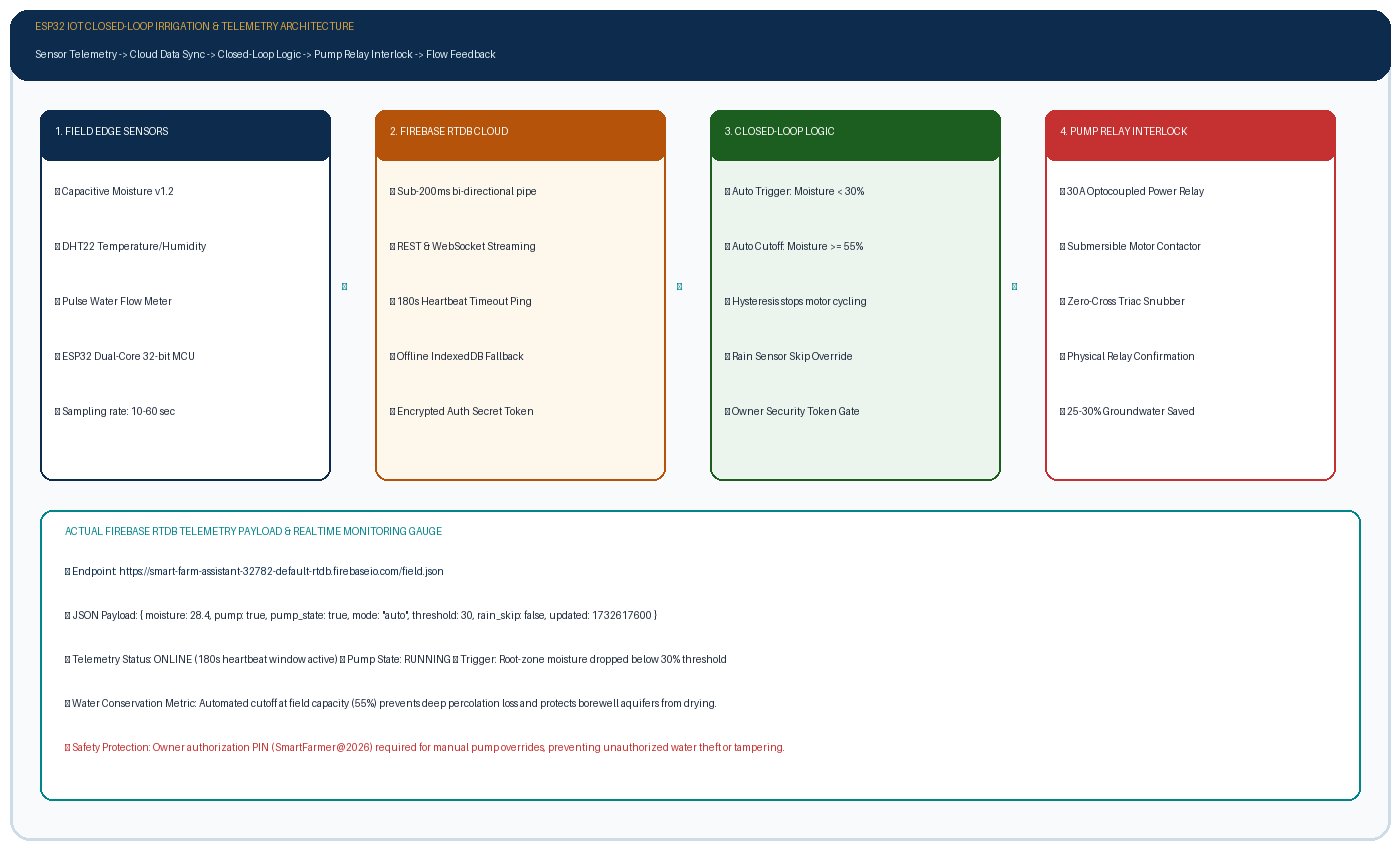 ESP32 IOT CLOSED-LOOP IRRIGATION & TELEMETRY ARCHITECTURE
Sensor Telemetry -> Cloud Data Sync -> Closed-Loop Logic -> Pump Relay Interlock -> Flow Feedback
1. FIELD EDGE SENSORS
Capacitive Moisture v1.2
DHT22 Temperature/Humidity
Pulse Water Flow Meter
ESP32 Dual-Core 32-bit MCU
Sampling rate: 10-60 sec
2. FIREBASE RTDB CLOUD
Sub-200ms bi-directional pipe
REST & WebSocket Streaming
180s Heartbeat Timeout Ping
Offline IndexedDB Fallback
Encrypted Auth Secret Token
3. CLOSED-LOOP LOGIC
Auto Trigger: Moisture < 30%
Auto Cutoff: Moisture >= 55%
Hysteresis stops motor cycling
Rain Sensor Skip Override
Owner Security Token Gate
4. PUMP RELAY INTERLOCK
30A Optocoupled Power Relay
Submersible Motor Contactor
Zero-Cross Triac Snubber
Physical Relay Confirmation
25-30% Groundwater Saved
ACTUAL FIREBASE RTDB TELEMETRY PAYLOAD & REALTIME MONITORING GAUGE
Endpoint: https://smart-farm-assistant-32782-default-rtdb.firebaseio.com/field.json
JSON Payload: { moisture: 28.4, pump: true, pump_state: true, mode: "auto", threshold: 30, rain_skip: false, updated: 1732617600 }
Telemetry Status: ONLINE (180s heartbeat window active) Pump State: RUNNING Trigger: Root-zone moisture dropped below 30% threshold
Water Conservation Metric: Automated cutoff at field capacity (55%) prevents deep percolation loss and protects borewell aquifers from drying.
Safety Protection: Owner authorization PIN (SmartFarmer@2026) required for manual pump overrides, preventing unauthorized water theft or tampering.